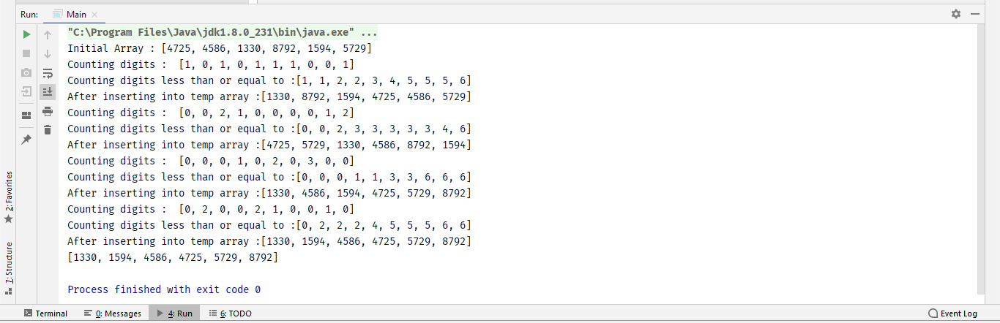 Run: Main
"C:\Program Files\Java\jdk1.8.0_231\bin\java.exe" ...
Initial Array : [4725, 4586, 1330, 8792, 1594, 5729]
Counting digits :  [1, 0, 1, 0, 1, 1, 1, 0, 0, 1]
Counting digits less than or equal to :[1, 1, 2, 2, 3, 4, 5, 5, 5, 6]
After inserting into temp array :[1330, 8792, 1594, 4725, 4586, 5729]
Counting digits :  [0, 0, 2, 1, 0, 0, 0, 0, 1, 2]
Counting digits less than or equal to :[0, 0, 2, 3, 3, 3, 3, 3, 4, 6]
After inserting into temp array :[4725, 5729, 1330, 4586, 8792, 1594]
Counting digits :  [0, 0, 0, 1, 0, 2, 0, 3, 0, 0]
Counting digits less than or equal to :[0, 0, 0, 1, 1, 3, 3, 6, 6, 6]
After inserting into temp array :[1330, 4586, 1594, 4725, 5729, 8792]
Counting digits :  [0, 2, 0, 0, 2, 1, 0, 0, 1, 0]
Counting digits less than or equal to :[0, 2, 2, 2, 4, 5, 5, 5, 6, 6]
After inserting into temp array :[1330, 1594, 4586, 4725, 5729, 8792]
[1330, 1594, 4586, 4725, 5729, 8792]
Process finished with exit code 0
2: Favorites
7: Structure
Terminal 0: Messages 4: Run 6: TODO Event Log